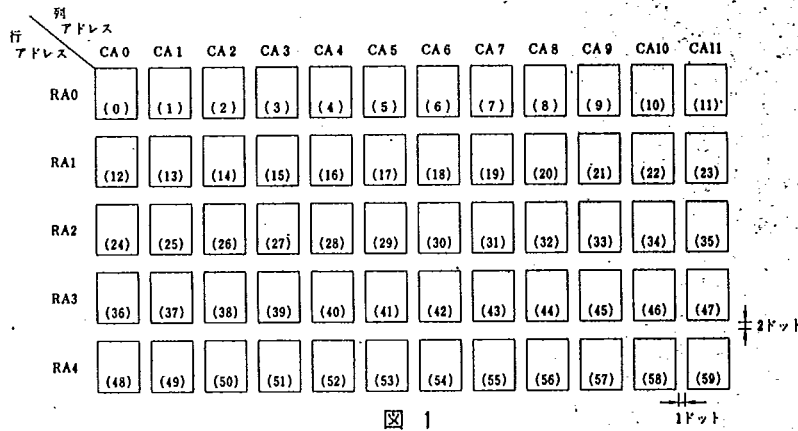 列
アドレス
行
アドレス
CA0 CA1 CA2 CA3 CA4 CA5 CA6 CA7 CA8 CA9 CA10 CA11
RA0 (0) (1) (2) (3) (4) (5) (6) (7) (8) (9) (10) (11)
RA1 (12) (13) (14) (15) (16) (17) (18) (19) (20) (21) (22) (23)
RA2 (24) (25) (26) (27) (28) (29) (30) (31) (32) (33) (34) (35)
RA3 (36) (37) (38) (39) (40) (41) (42) (43) (44) (45) (46) (47)
2ドット
RA4 (48) (49) (50) (51) (52) (53) (54) (55) (56) (57) (58) (59)
1ドット
図 1